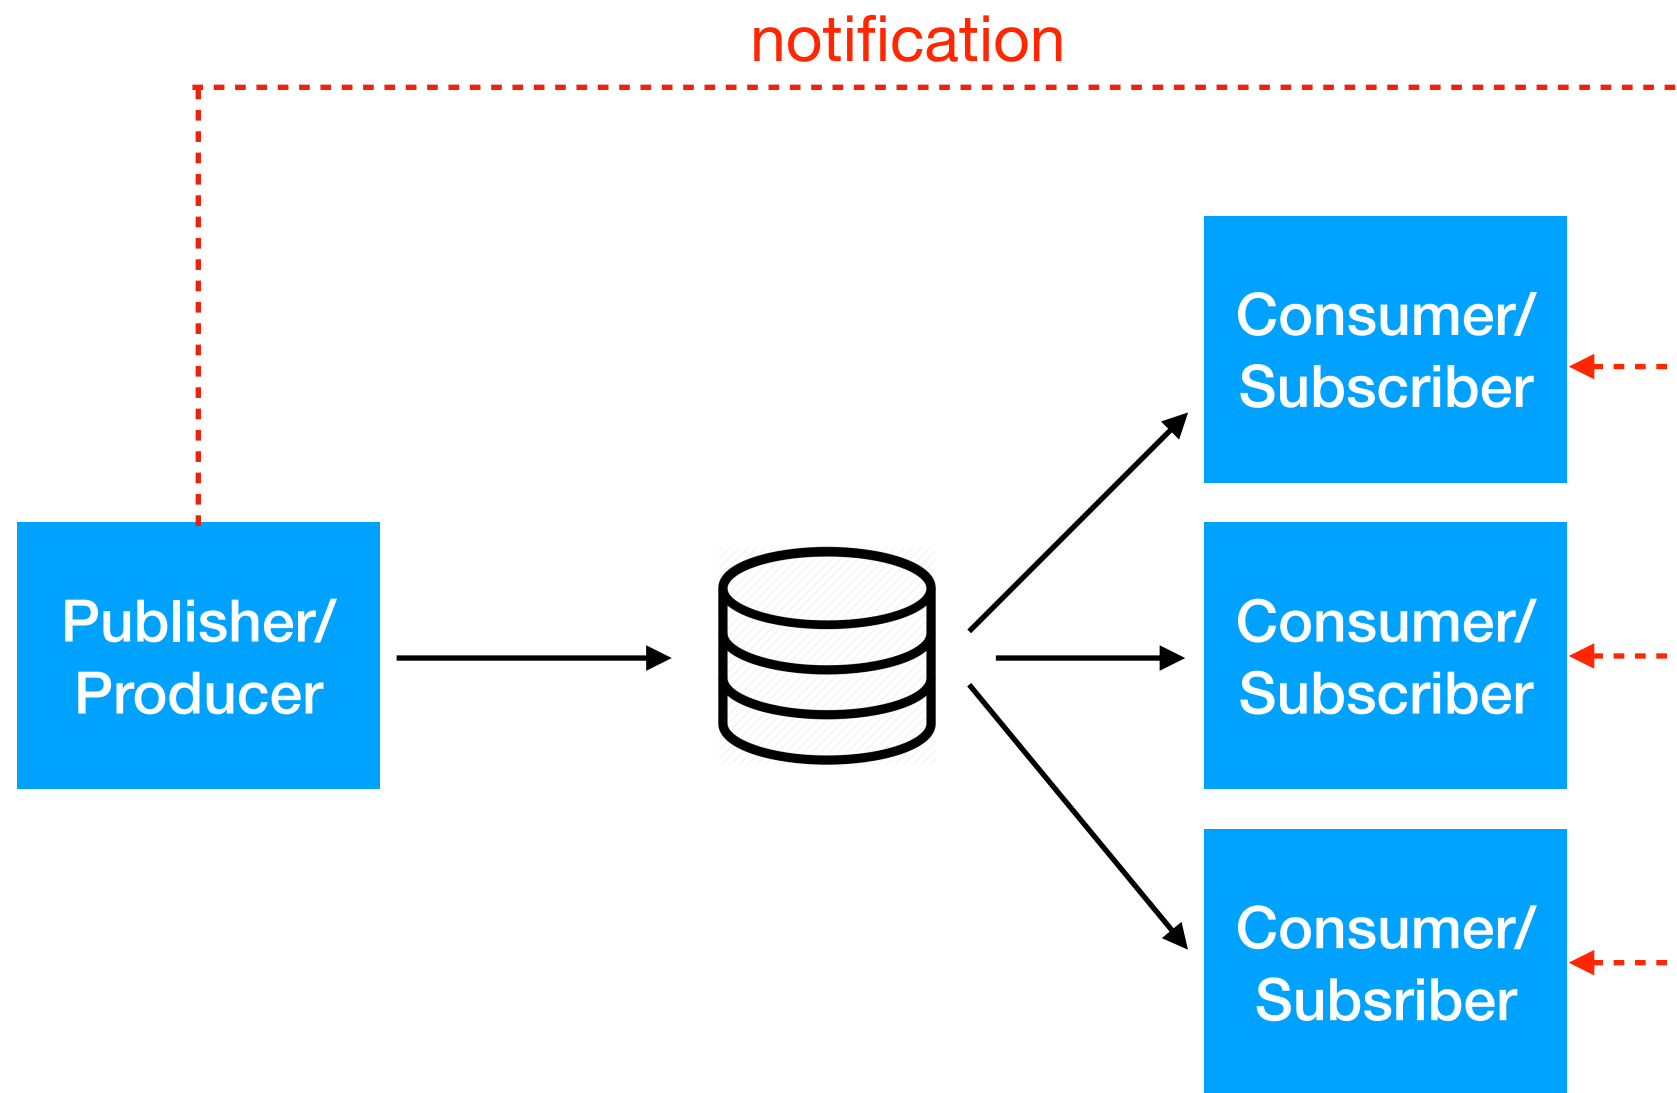 notification
Consumer/
Subscriber
Publisher/
Producer
Consumer/
Subscriber
Consumer/
Subsriber